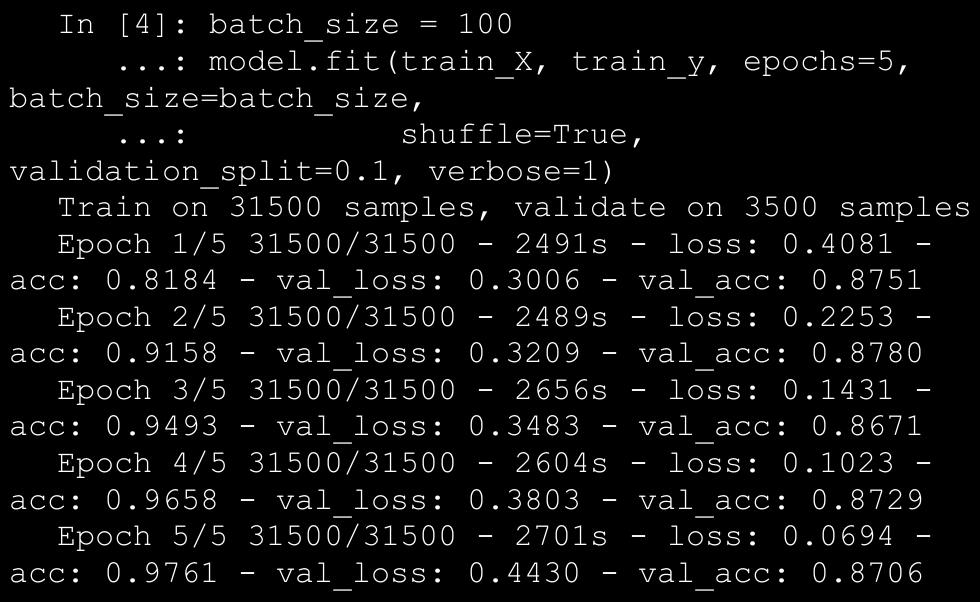 In [4]: batch_size = 100
...: model.fit(train_X, train_y, epochs=5,
batch_size=batch_size,
...: shuffle=True,
validation_split=0.1, verbose=1)
Train on 31500 samples, validate on 3500 samples
Epoch 1/5 31500/31500 - 2491s - loss: 0.4081 -
acc: 0.8184 - val_loss: 0.3006 - val_acc: 0.8751
Epoch 2/5 31500/31500 - 2489s - loss: 0.2253 -
acc: 0.9158 - val_loss: 0.3209 - val_acc: 0.8780
Epoch 3/5 31500/31500 - 2656s - loss: 0.1431 -
acc: 0.9493 - val_loss: 0.3483 - val_acc: 0.8671
Epoch 4/5 31500/31500 - 2604s - loss: 0.1023 -
acc: 0.9658 - val_loss: 0.3803 - val_acc: 0.8729
Epoch 5/5 31500/31500 - 2701s - loss: 0.0694 -
acc: 0.9761 - val_loss: 0.4430 - val_acc: 0.8706